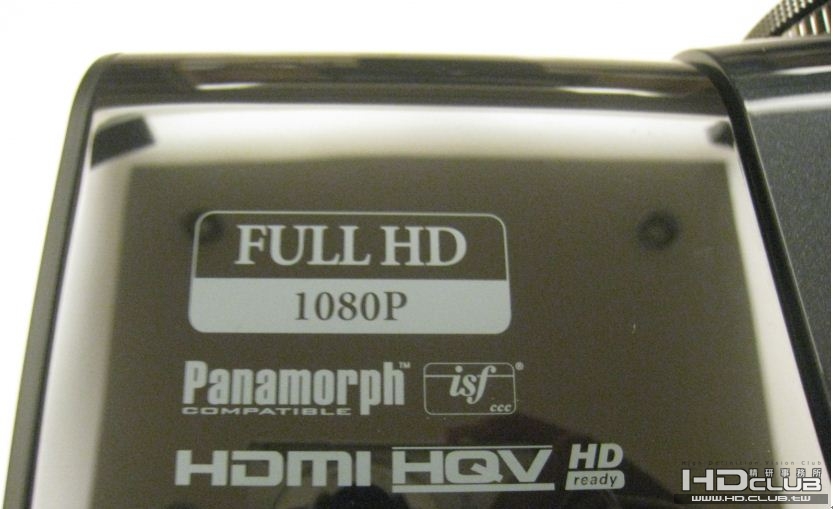 FULL HD
1080P
Panamorph™ isf®
COMPATIBLE ccc
HDMI HQV HD
ready
精研事務所
HDCLUB
WWW.HD.CLUB.TW